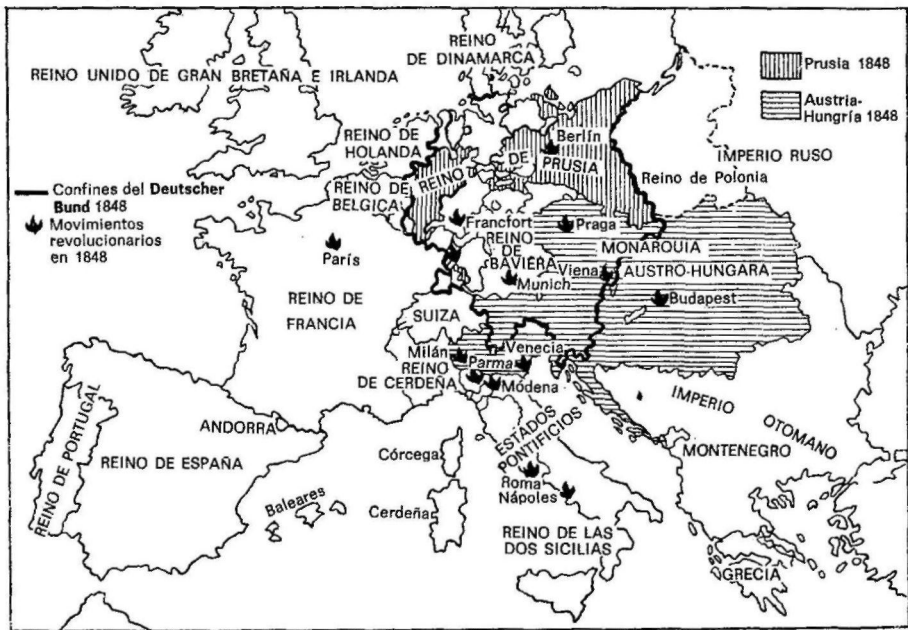 REINO
DE DINAMARCA
REINO UNIDO DE GRAN BRETAÑA E IRLANDA
Prusia 1848
Austria-
Hungría 1848
REINO DE
HOLANDA
Berlín
REINO DE PRUSIA
IMPERIO RUSO
Reino de Polonia
Confines del Deutscher
Bund 1848
Movimientos
revolucionarios
en 1848
REINO DE
BELGICA
Francfort
Praga
París
REINO
DE
BAVIERA
Munich
Viena
MONARQUIA
AUSTRO-HUNGARA
Budapest
REINO DE
FRANCIA
SUIZA
Milán
Parma
Venecia
REINO
DE CERDEÑA
Módena
IMPERIO
OTOMANO
ESTADOS
PONTIFICIOS
MONTENEGRO
ANDORRA
REINO DE PORTUGAL
REINO DE ESPAÑA
Córcega
Baleares
Cerdeña
Roma
Nápoles
REINO DE LAS
DOS SICILIAS
GRECIA